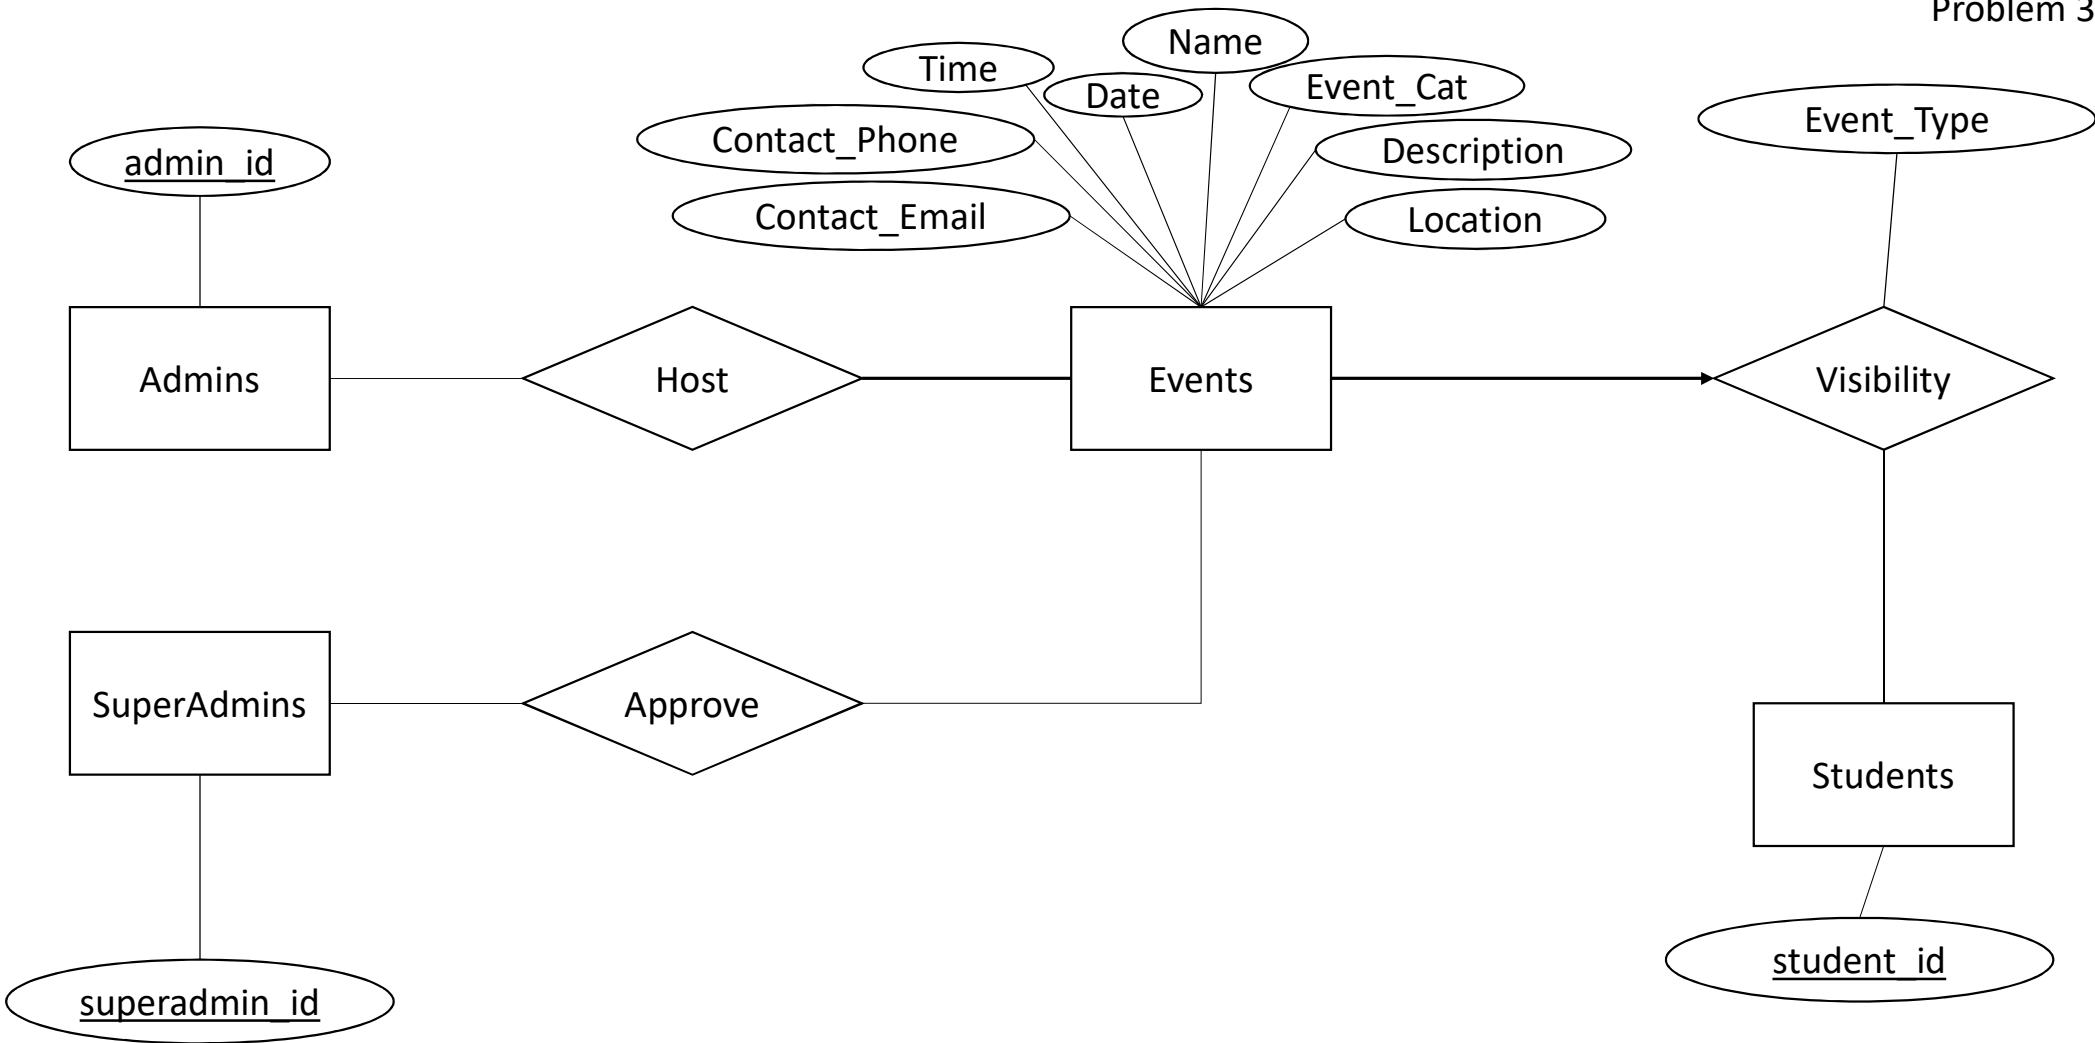 Problem 3
Name
Time
Date
Event_Cat
Event_Type
Contact_Phone
Description
admin_id
Contact_Email
Location
Admins
Host
Events
Visibility
SuperAdmins
Approve
Students
student_id
superadmin_id